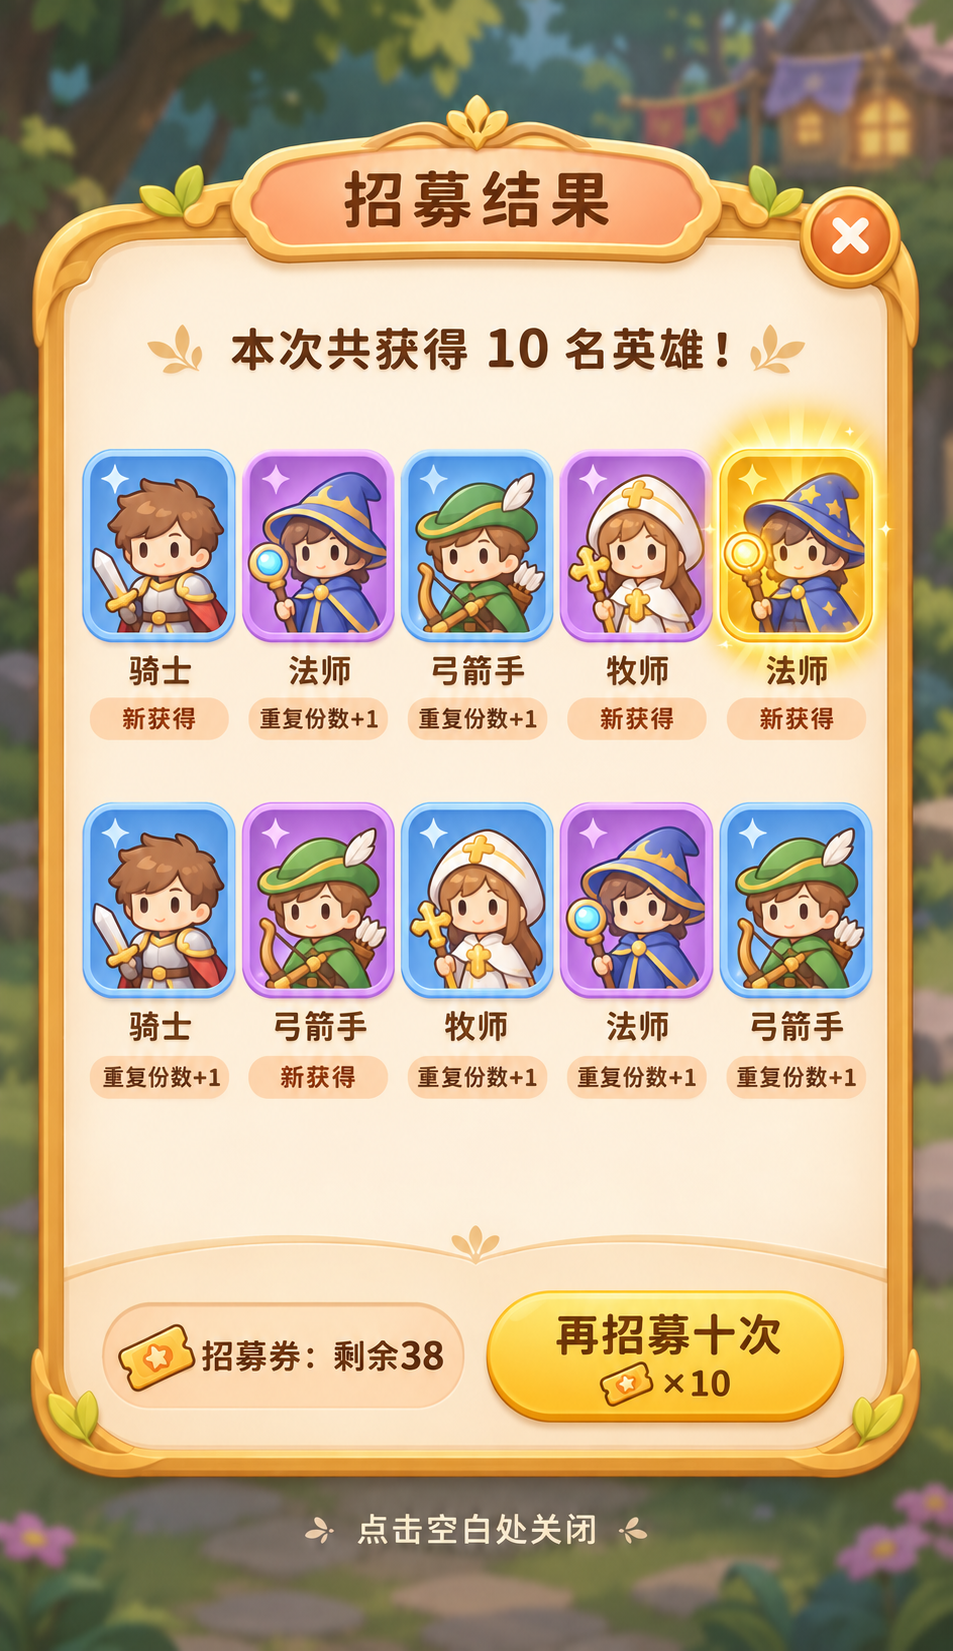 招募结果
本次共获得 10 名英雄！
骑士 法师 弓箭手 牧师 法师
新获得 重复份数+1 重复份数+1 新获得 新获得
骑士 弓箭手 牧师 法师 弓箭手
重复份数+1 新获得 重复份数+1 重复份数+1 重复份数+1
招募券：剩余38
再招募十次
×10
点击空白处关闭